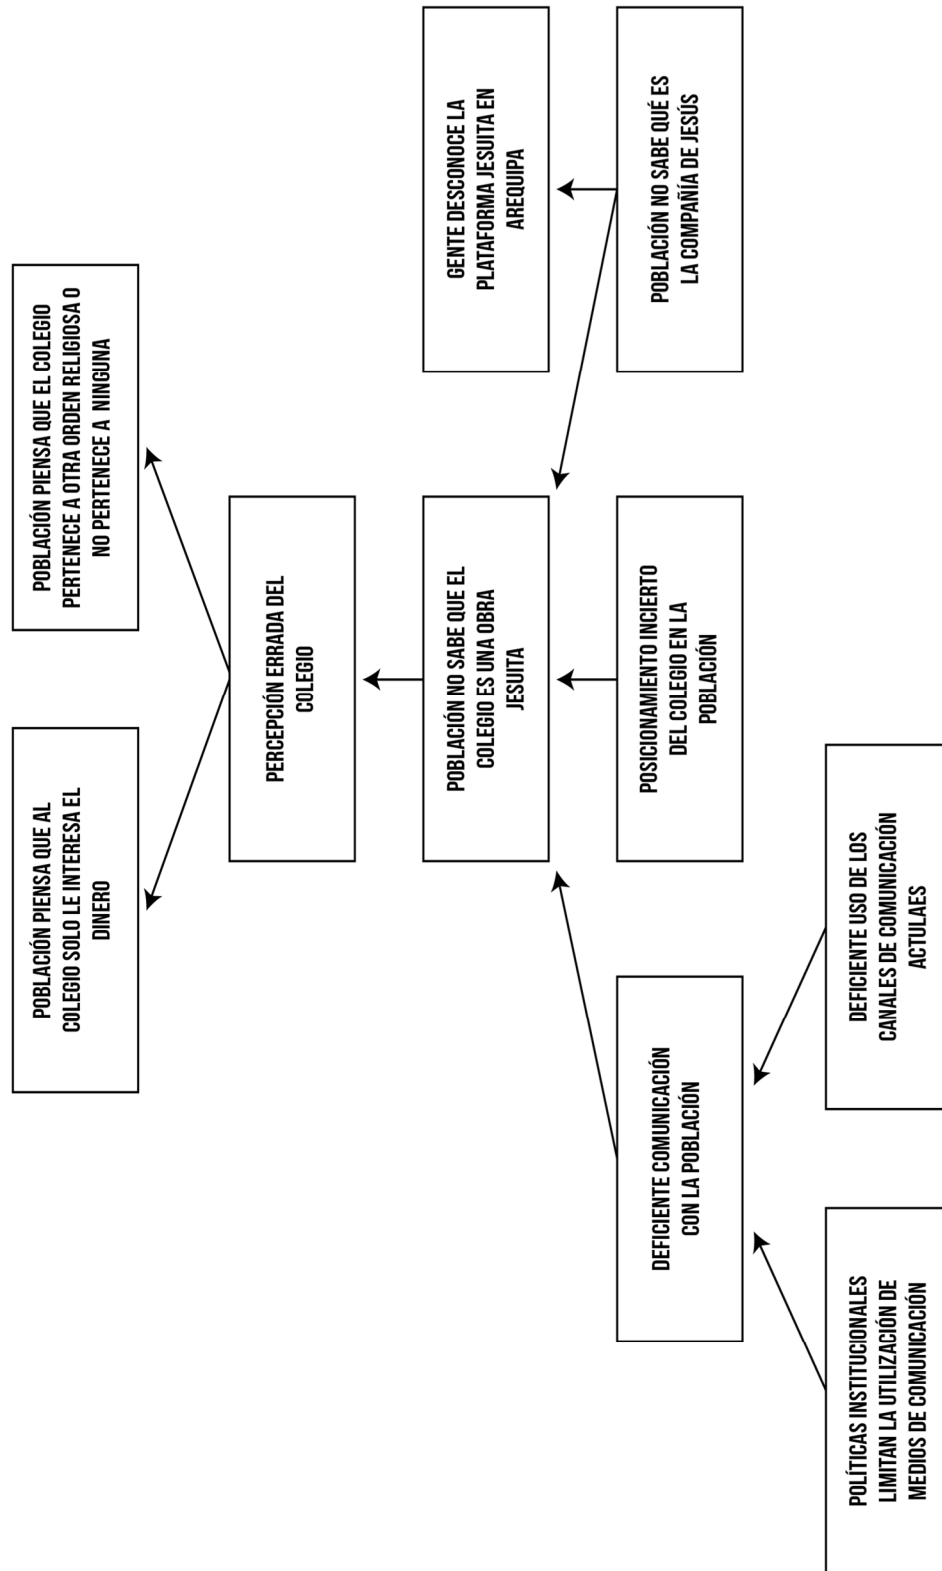 POBLACIÓN PIENSA QUE AL
COLEGIO SOLO LE INTERESA EL
DINERO
POBLACIÓN PIENSA QUE EL COLEGIO
PERTENECE A OTRA ORDEN RELIGIOSA O
NO PERTENECE A NINGUNA
PERCEPCIÓN ERRADA DEL
COLEGIO
POBLACIÓN NO SABE QUE EL
COLEGIO ES UNA OBRA
JESUITA
GENTE DESCONOCE LA
PLATAFORMA JESUITA EN
AREQUIPA
DEFICIENTE COMUNICACIÓN
CON LA POBLACIÓN
POSICIONAMIENTO INCIERTO
DEL COLEGIO EN LA
POBLACIÓN
POBLACIÓN NO SABE QUÉ ES
LA COMPAÑÍA DE JESÚS
POLÍTICAS INSTITUCIONALES
LIMITAN LA UTILIZACIÓN DE
MEDIOS DE COMUNICACIÓN
DEFICIENTE USO DE LOS
CANALES DE COMUNICACIÓN
ACTULAES